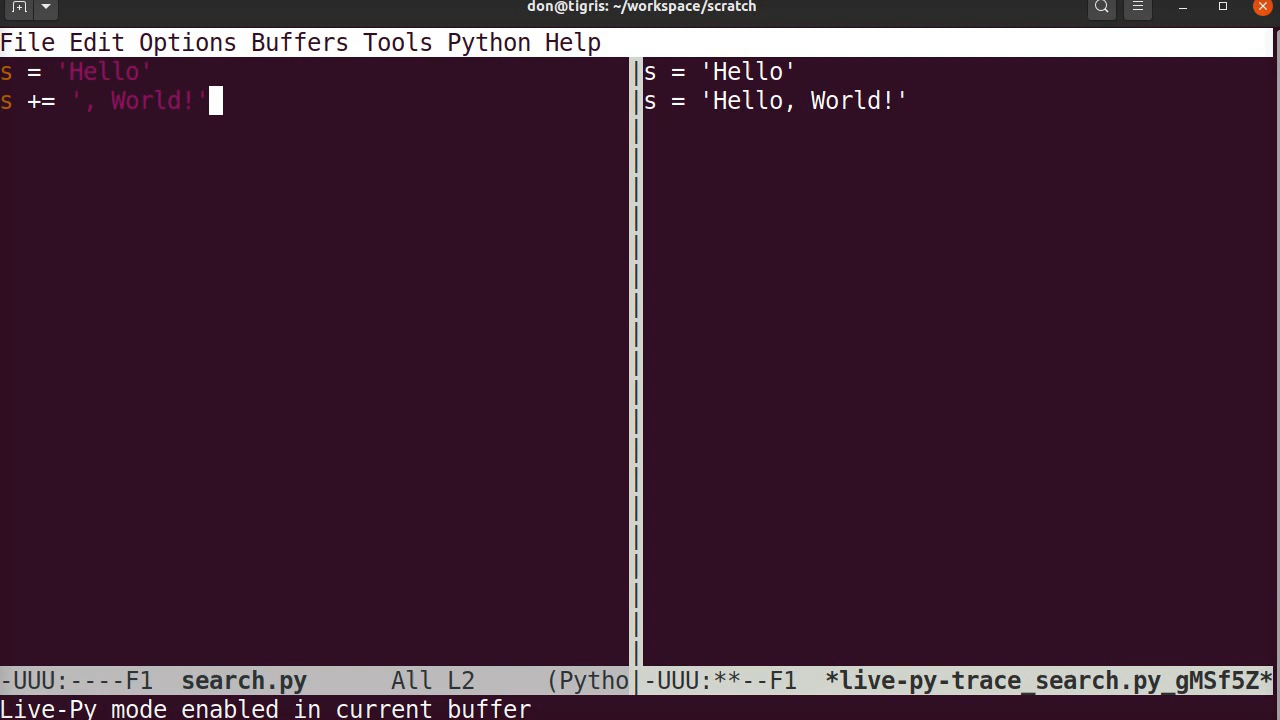 don@tigris: ~/workspace/scratch
File Edit Options Buffers Tools Python Help
s = 'Hello'
s += ', World!'
s = 'Hello'
s = 'Hello, World!'
-UUU:----F1  search.py      All L2     (Pytho
-UUU:**--F1  *live-py-trace_search.py_gMSf5Z*
Live-Py mode enabled in current buffer